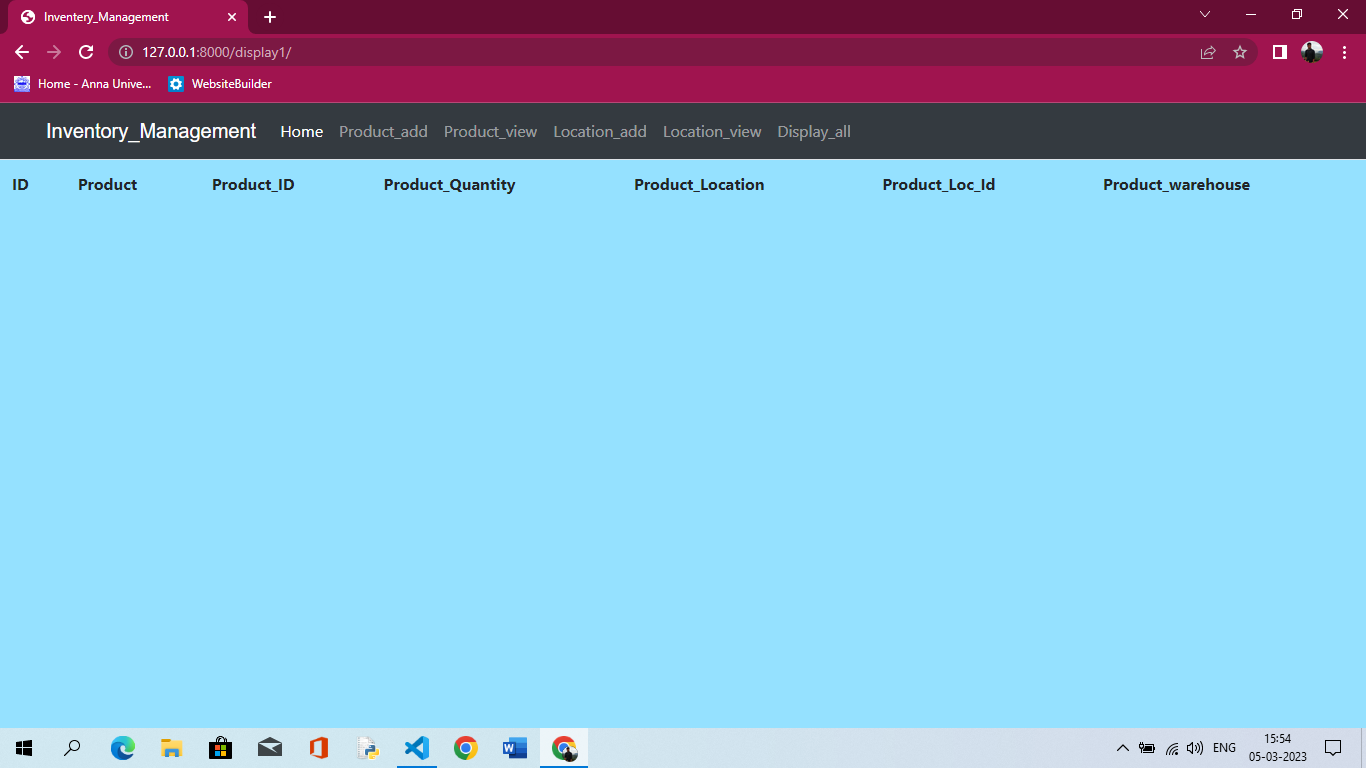 Inventery_Management
127.0.0.1:8000/display1/
Home - Anna Unive... WebsiteBuilder
Inventory_Management Home Product_add Product_view Location_add Location_view Display_all
ID Product Product_ID Product_Quantity Product_Location Product_Loc_Id Product_warehouse
ENG 15:54
05-03-2023